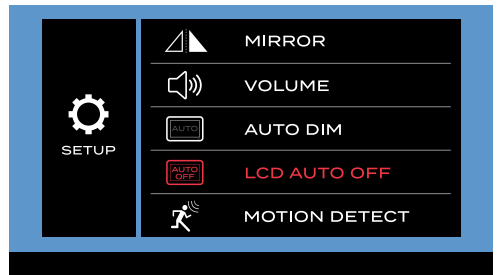 MIRROR
VOLUME
AUTO
AUTO DIM
SETUP
AUTO
OFF
LCD AUTO OFF
MOTION DETECT